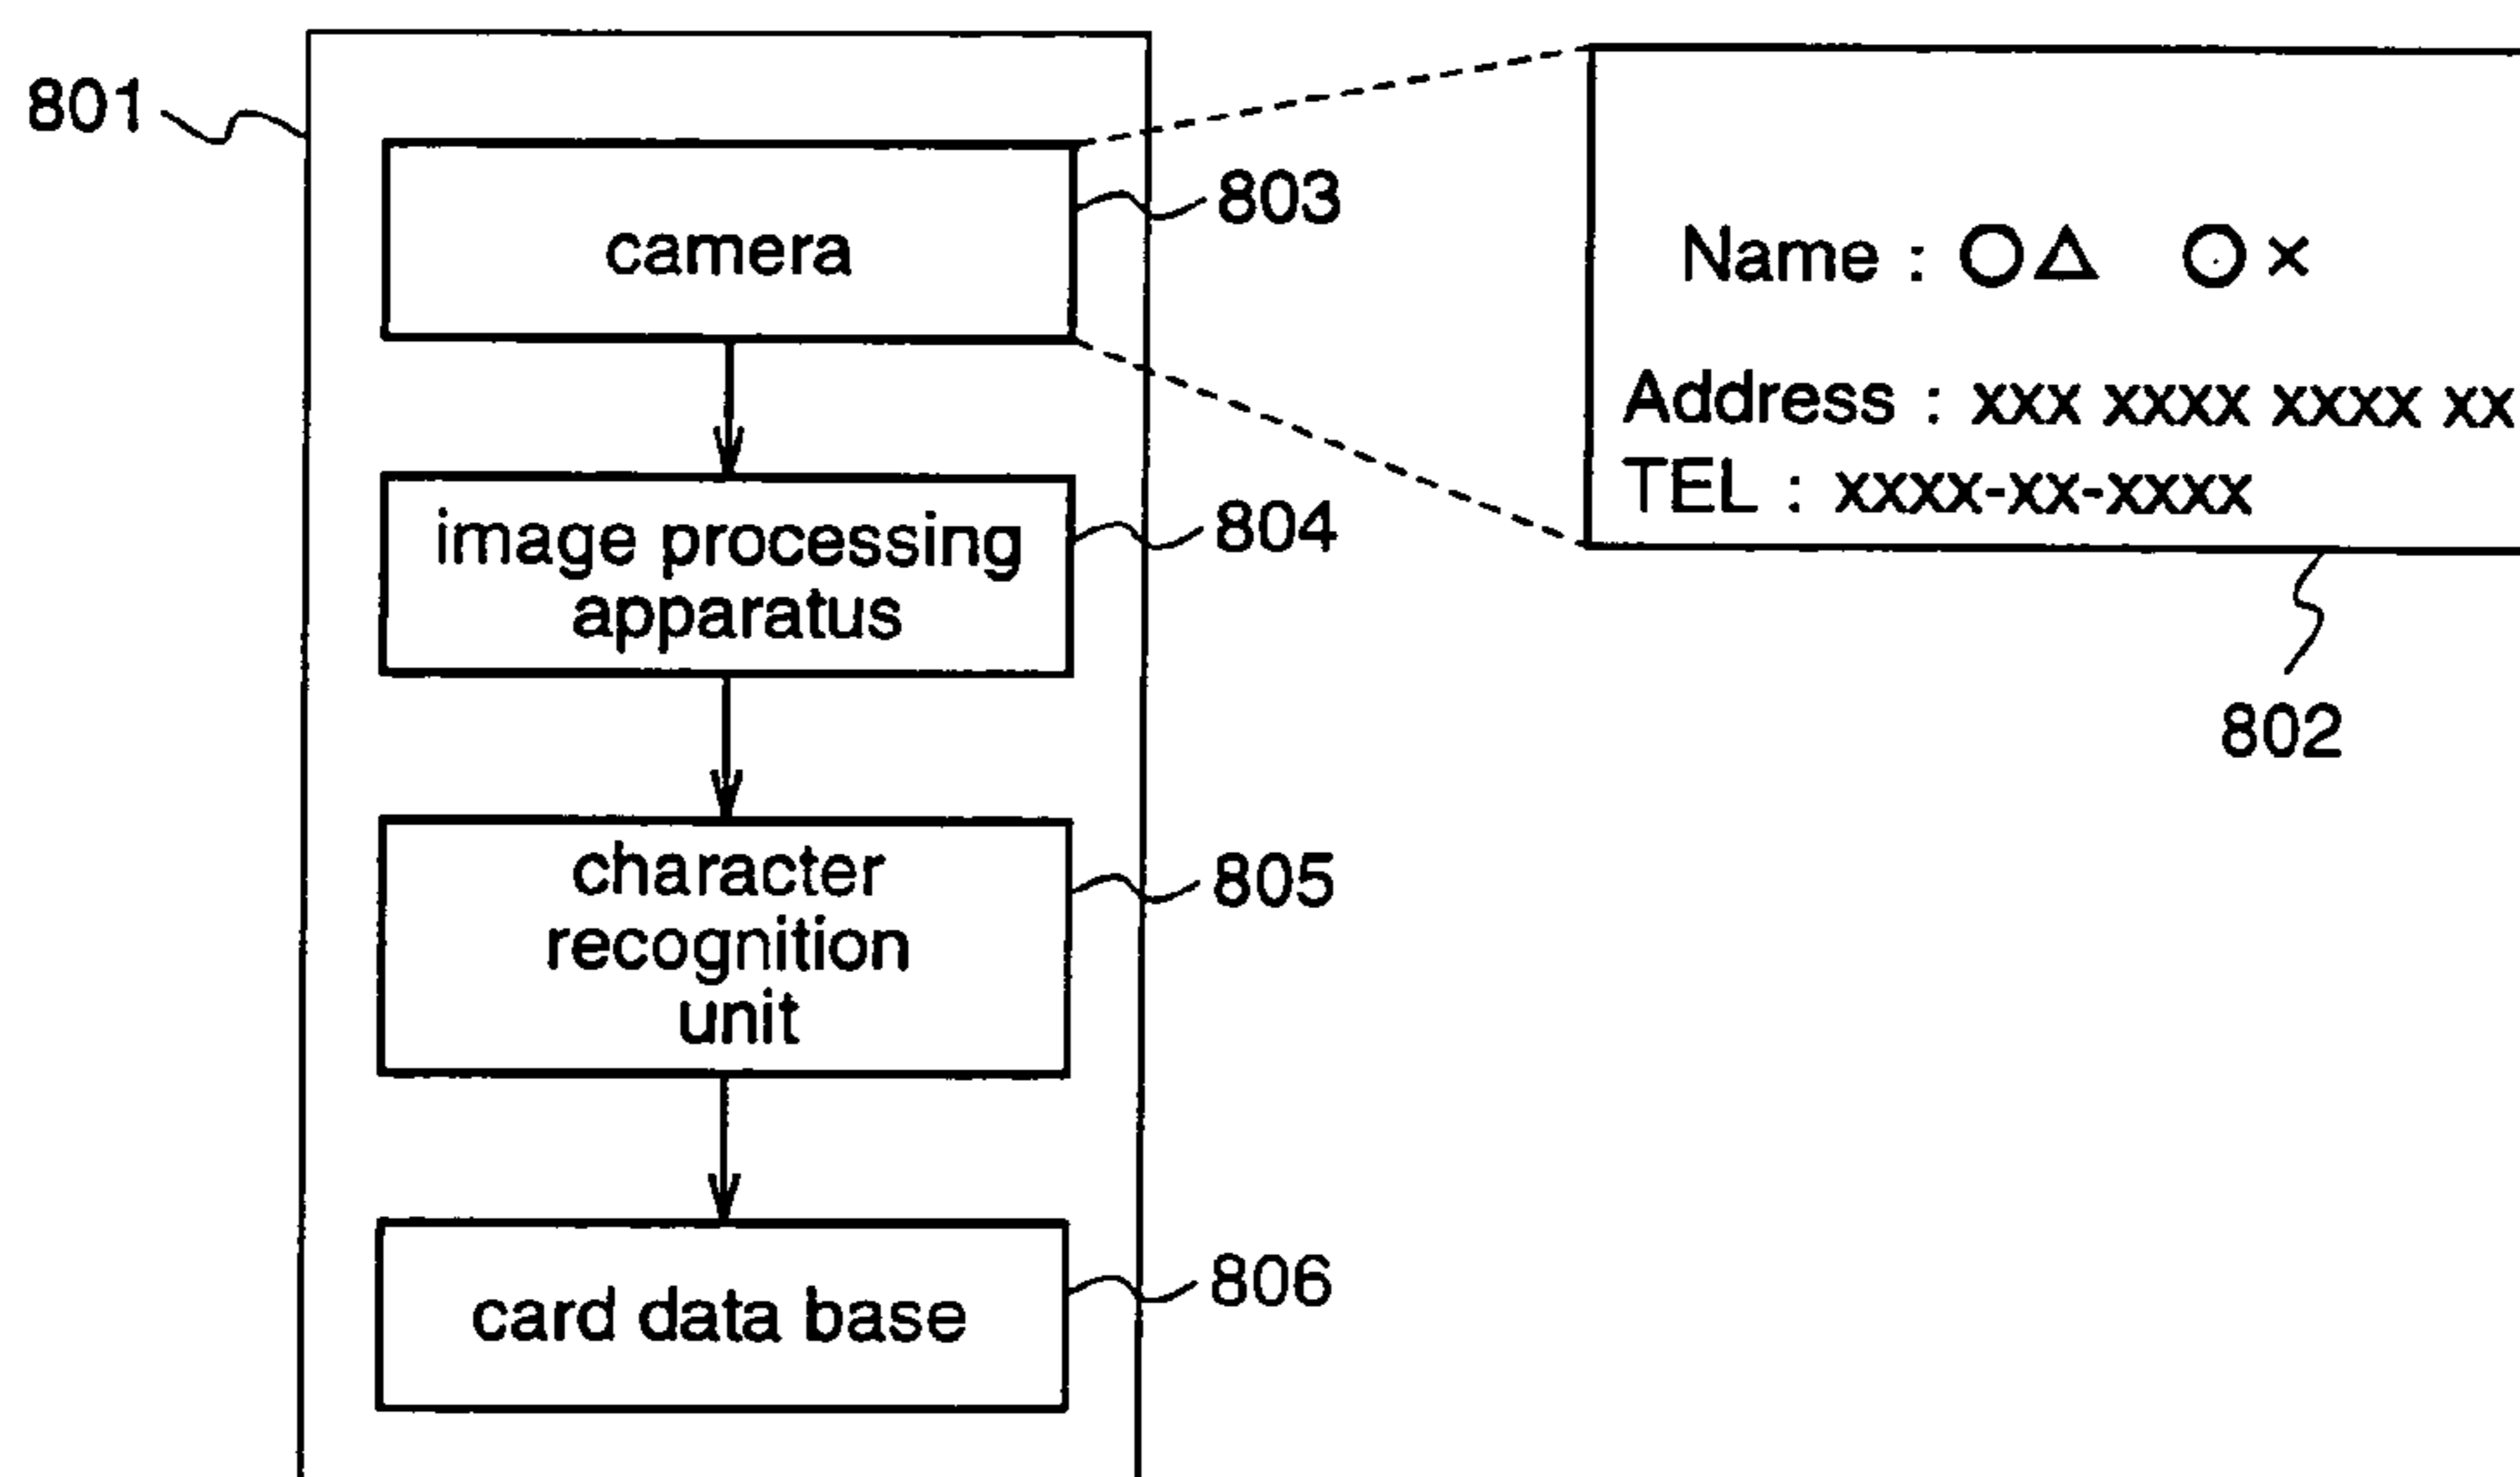 801
camera
803
Name : ○△ ○×
Address : xxx xxxx xxxx xx
TEL : xxxx-xx-xxxx
802
image processing
apparatus
804
character
recognition
unit
805
card data base
806